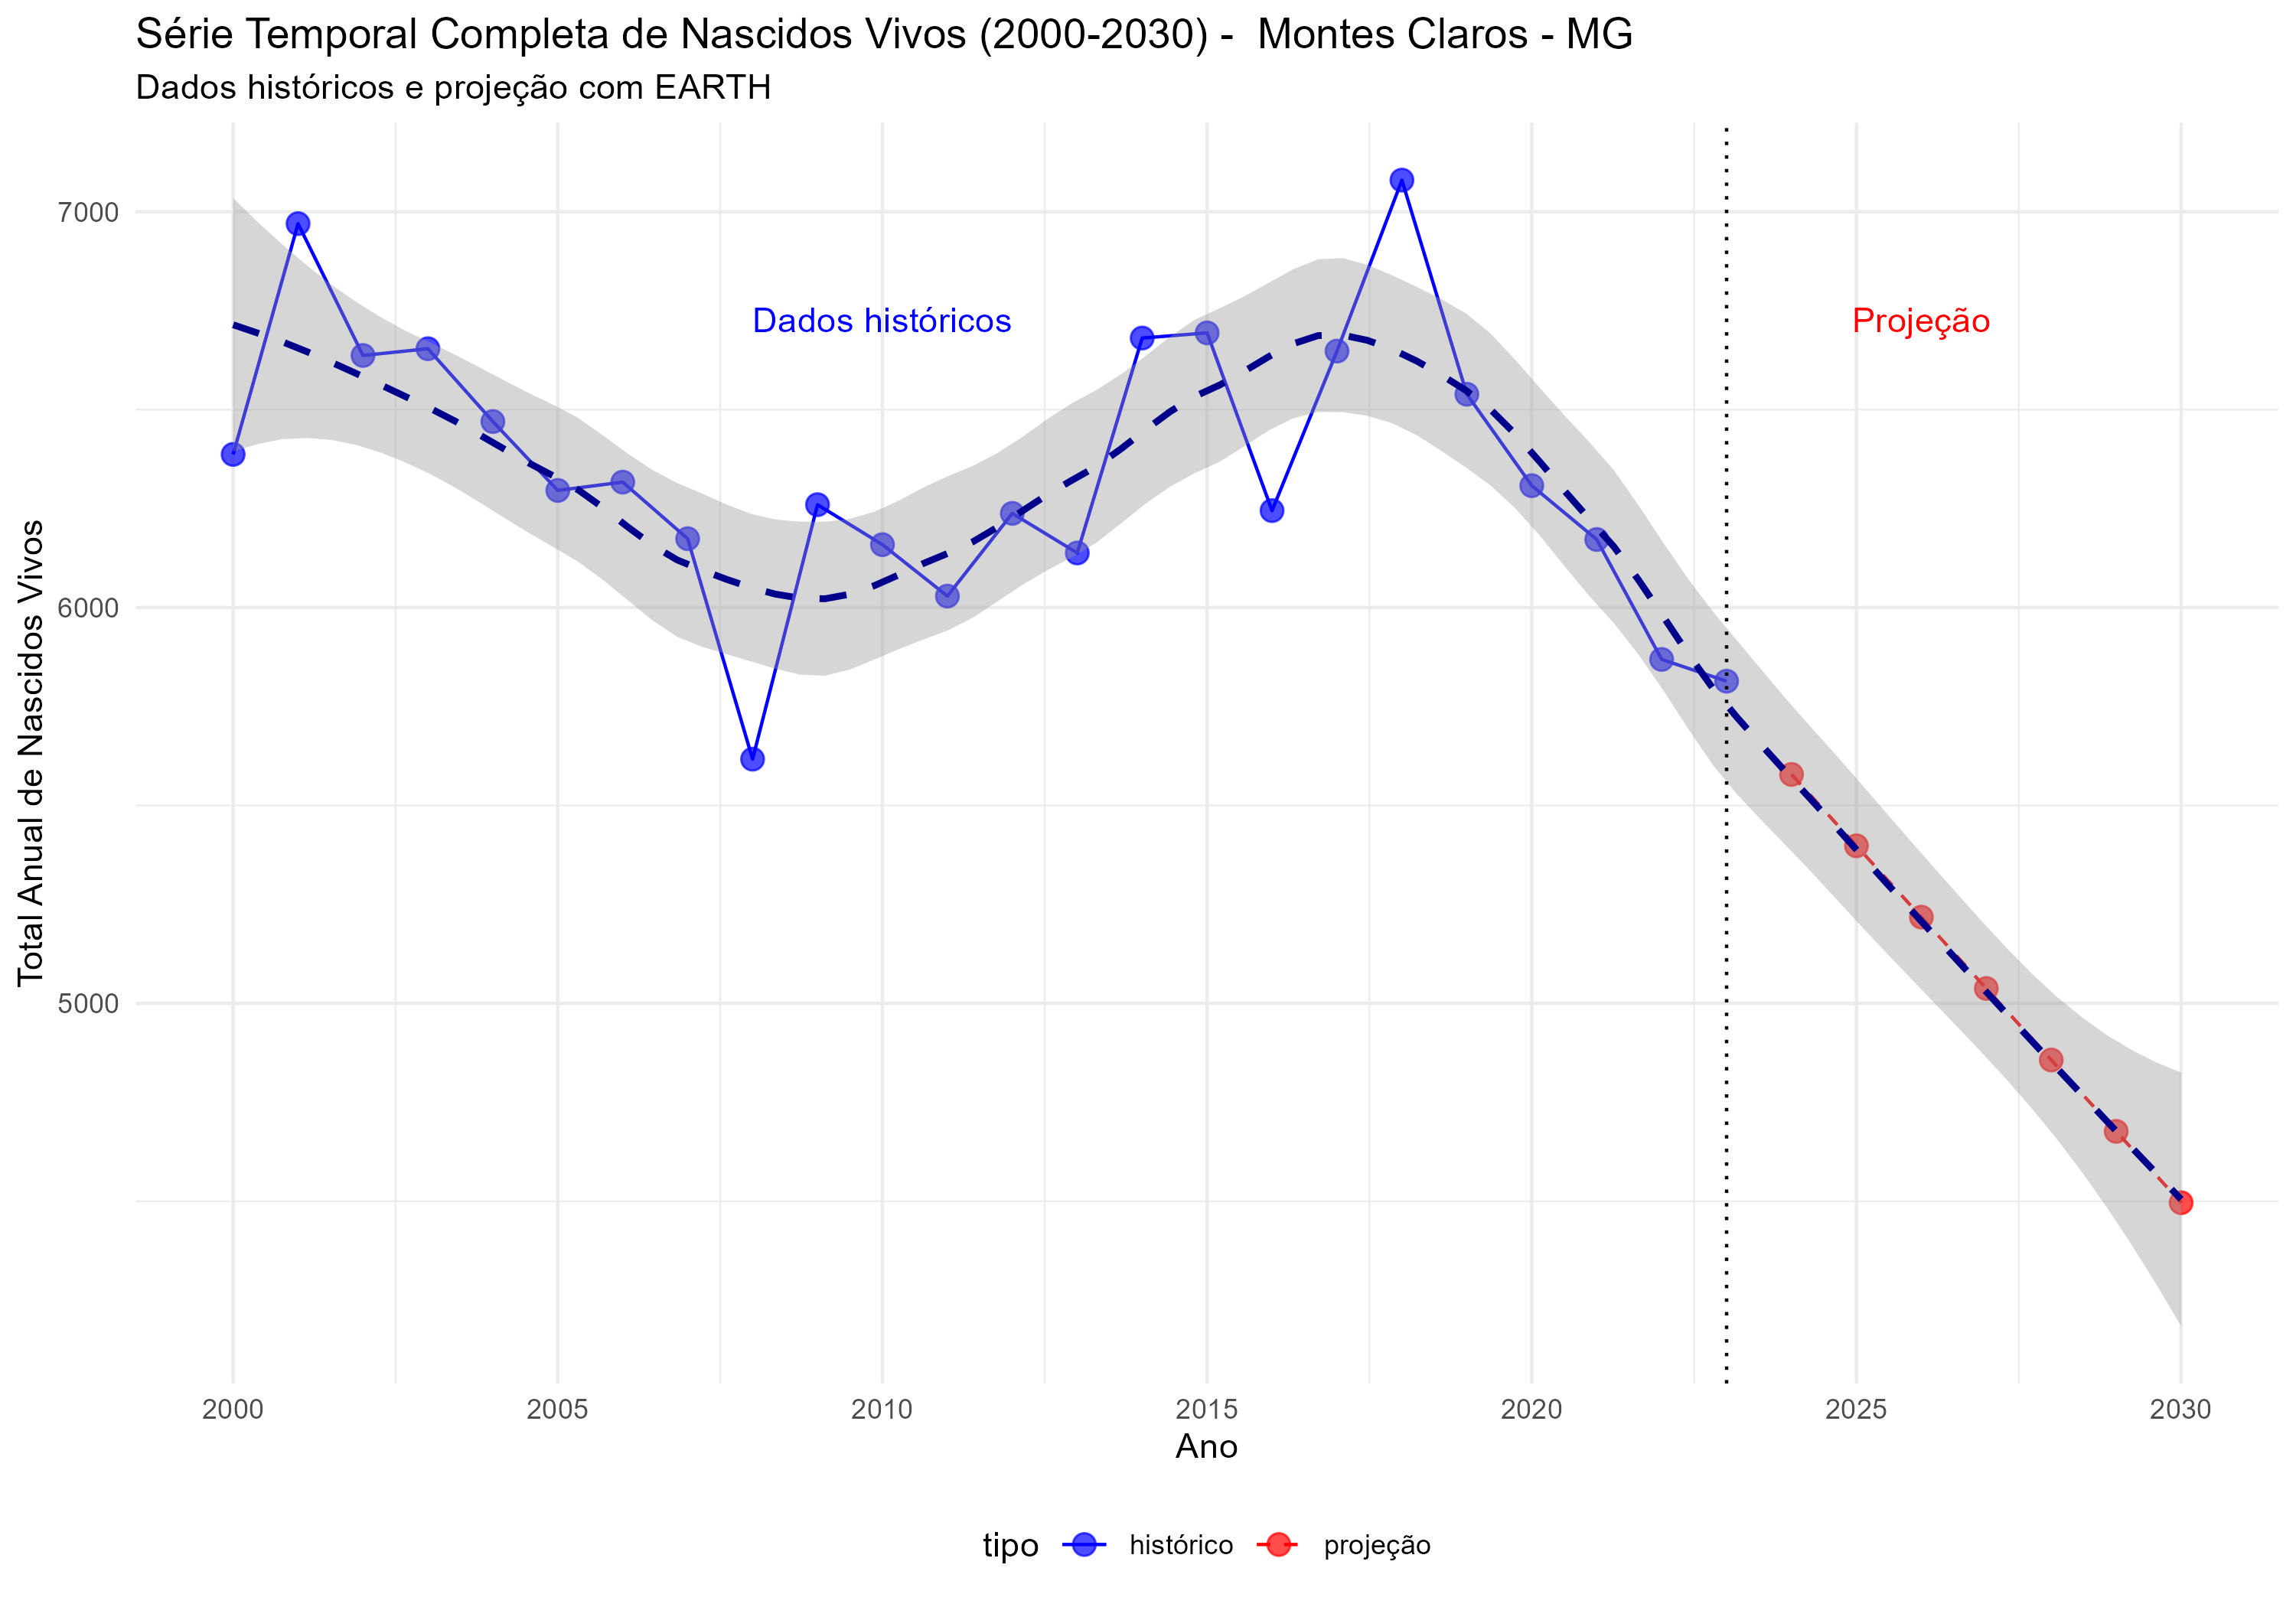 Série Temporal Completa de Nascidos Vivos (2000-2030) -  Montes Claros - MG
Dados históricos e projeção com EARTH
Total Anual de Nascidos Vivos
7000
6000
5000
Dados históricos
Projeção
2000 2005 2010 2015 2020 2025 2030
Ano
tipo histórico projeção